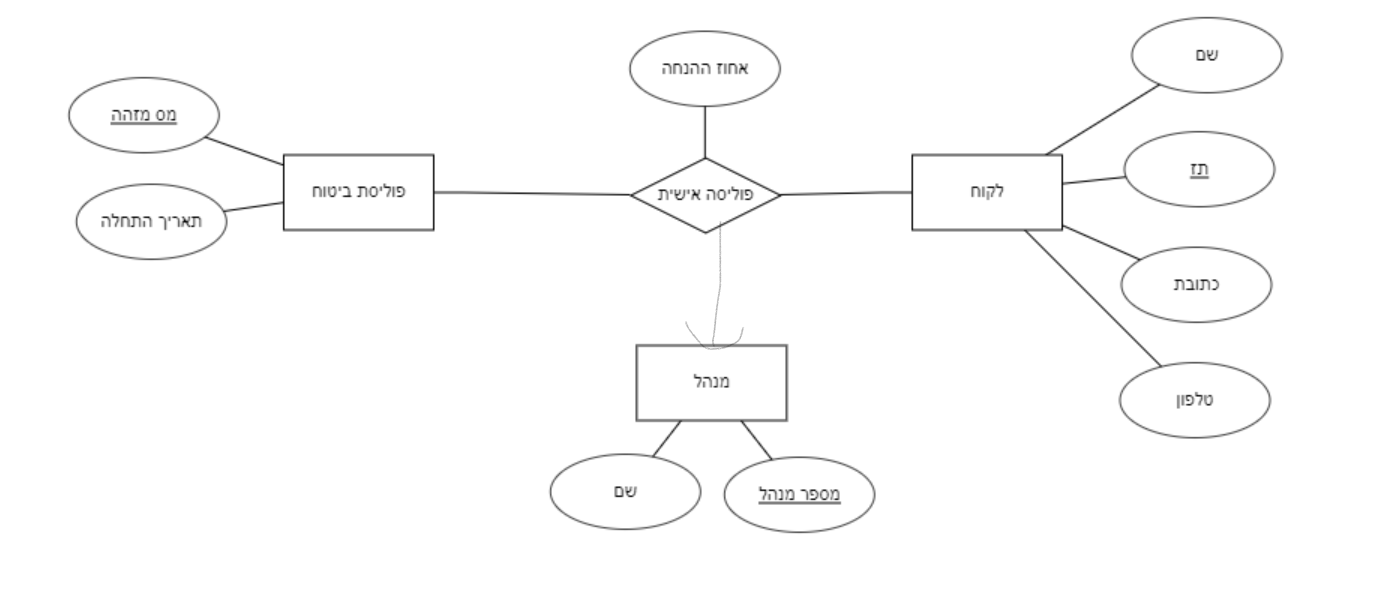 שם
אחוז ההנחה
מס מזהה
תז
פוליסת ביטוח
פוליסה אישית
לקוח
תאריך התחלה
כתובת
מנהל
טלפון
שם
מספר מנהל